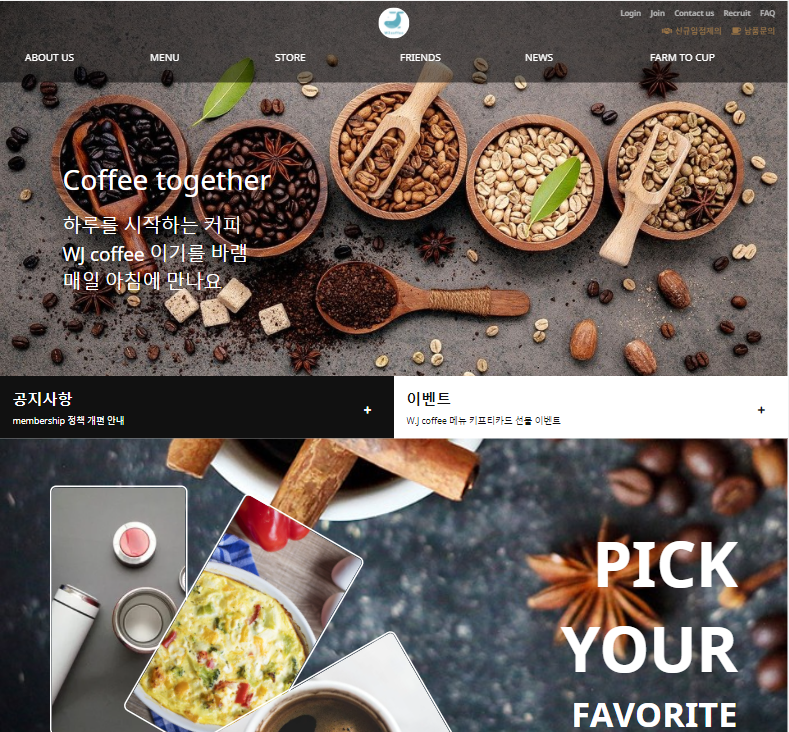 Login Join Contact us Recruit FAQ
신규입점제의 납품문의
ABOUT US MENU STORE FRIENDS NEWS FARM TO CUP
Coffee together
하루를 시작하는 커피
WJ coffee 이기를 바램
매일 아침에 만나요
공지사항
membership 정책 개편 안내
+
이벤트
W.J coffee 메뉴 키프티카드 선물 이벤트
+
PICK
YOUR
FAVORITE